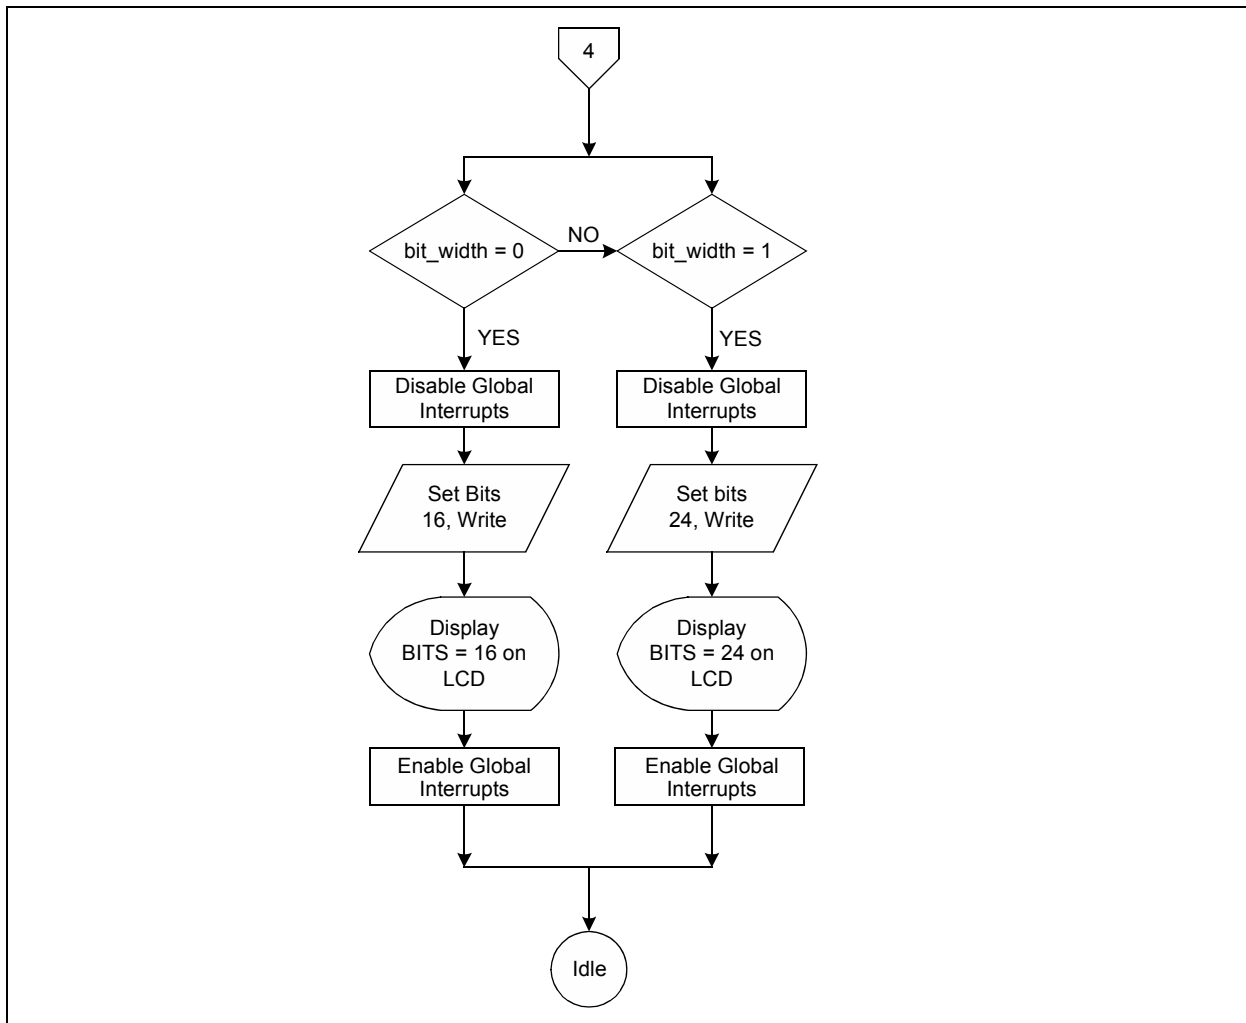 4
bit_width = 0
NO
bit_width = 1
YES
YES
Disable Global
Interrupts
Disable Global
Interrupts
Set Bits
16, Write
Set bits
24, Write
Display
BITS = 16 on
LCD
Display
BITS = 24 on
LCD
Enable Global
Interrupts
Enable Global
Interrupts
Idle